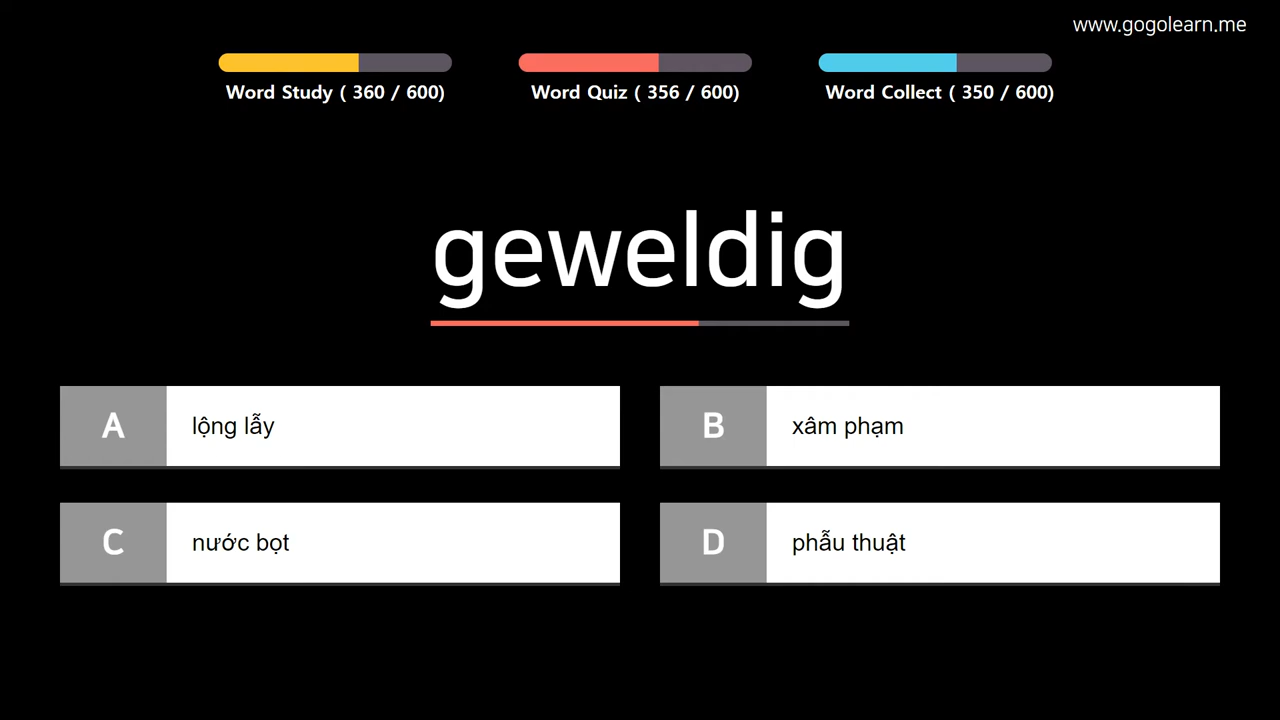 www.gogolearn.me
Word Study ( 360 / 600)
Word Quiz ( 356 / 600)
Word Collect ( 350 / 600)
geweldig
A
lộng lẫy
B
xâm phạm
C
nước bọt
D
phẫu thuật